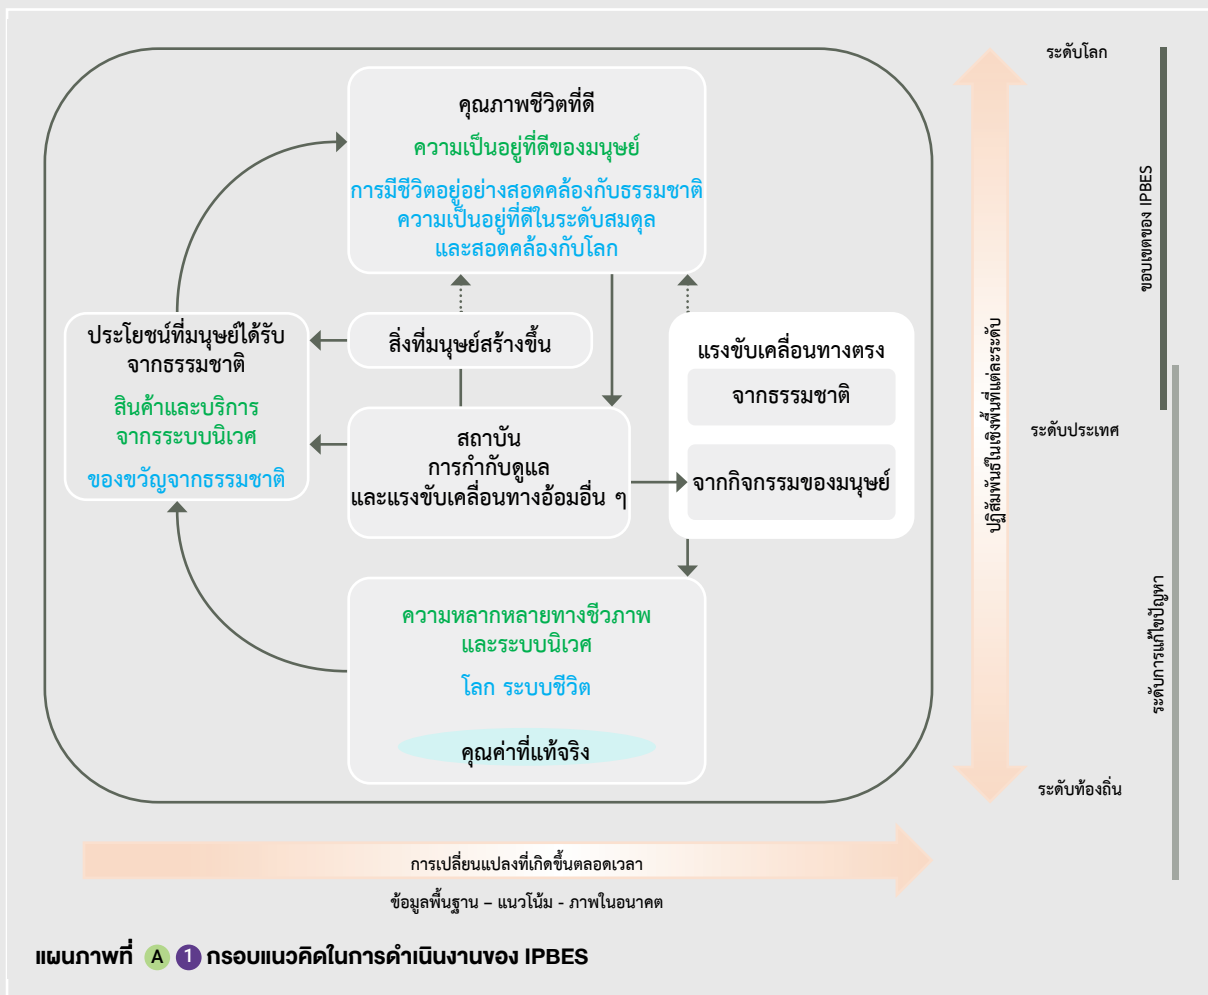 คุณภาพชีวิตที่ดี
ความเป็นอยู่ที่ดีของมนุษย์
การมีชีวิตอยู่อย่างสอดคล้องกับธรรมชาติ
ความเป็นอยู่ที่ดีในระดับสมดุล
และสอดคล้องกับโลก
ประโยชน์ที่มนุษย์ได้รับ
จากธรรมชาติ
สินค้าและบริการ
จากรระบบนิเวศ
ของขวัญจากธรรมชาติ
สิ่งที่มนุษย์สร้างขึ้น
สถาบัน
การกำกับดูแล
และแรงขับเคลื่อนทางอ้อมอื่น ๆ
แรงขับเคลื่อนทางตรง
จากธรรมชาติ
จากกิจกรรมของมนุษย์
ความหลากหลายทางชีวภาพ
และระบบนิเวศ
โลก ระบบชีวิต
คุณค่าที่แท้จริง
ปฏิสัมพันธ์ในเชิงพื้นที่แต่ละระดับ
ระดับโลก
ระดับประเทศ
ระดับท้องถิ่น
ขอบเขตของ IPBES
ระดับการแก้ไขปัญหา
การเปลี่ยนแปลงที่เกิดขึ้นตลอดเวลา
ข้อมูลพื้นฐาน – แนวโน้ม - ภาพในอนาคต
แผนภาพที่ A 1 กรอบแนวคิดในการดำเนินงานของ IPBES